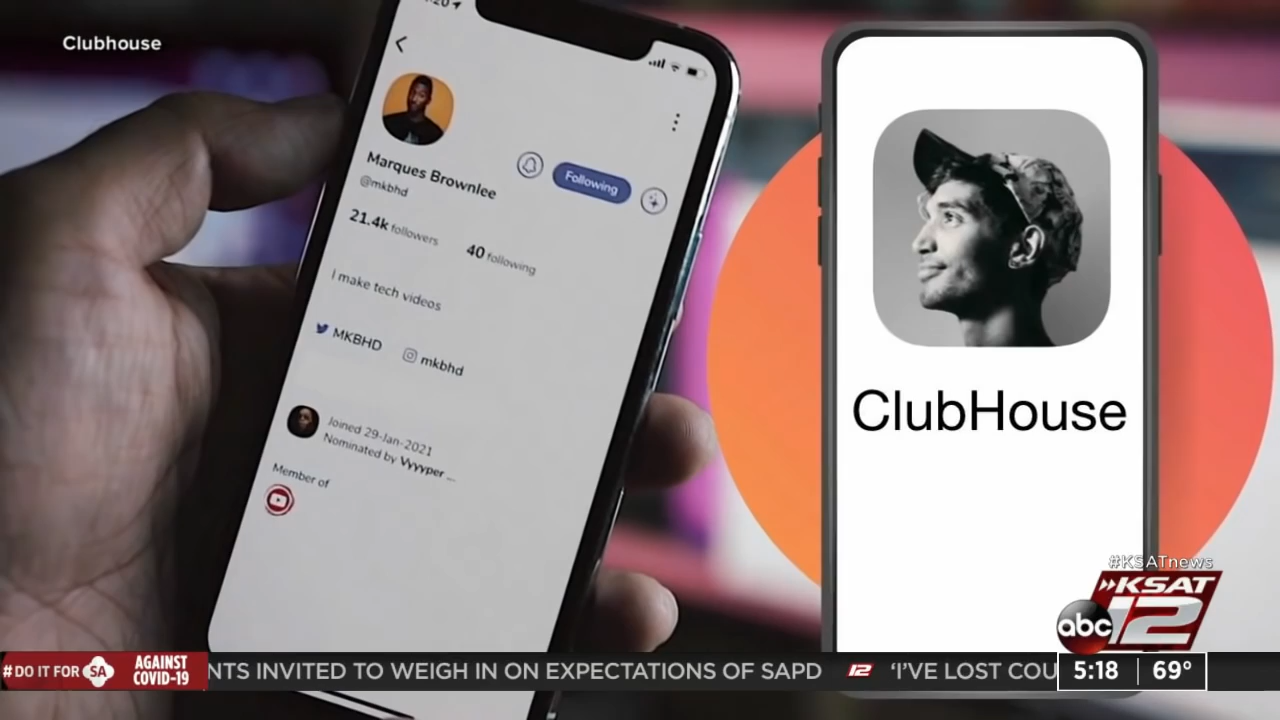 Clubhouse
:20
Marques Brownlee
@mkbhd
Following
21.4k followers 40 following
I make tech videos
MKBHD mkbhd
Joined 29-Jan-2021
Nominated by Vyyyper ...
Member of
ClubHouse
#KSATnews
KSAT
abc 12
#DO IT FOR SA AGAINST COVID-19
NTS INVITED TO WEIGH IN ON EXPECTATIONS OF SAPD 12 ‘I’VE LOST COU
5:18 69°